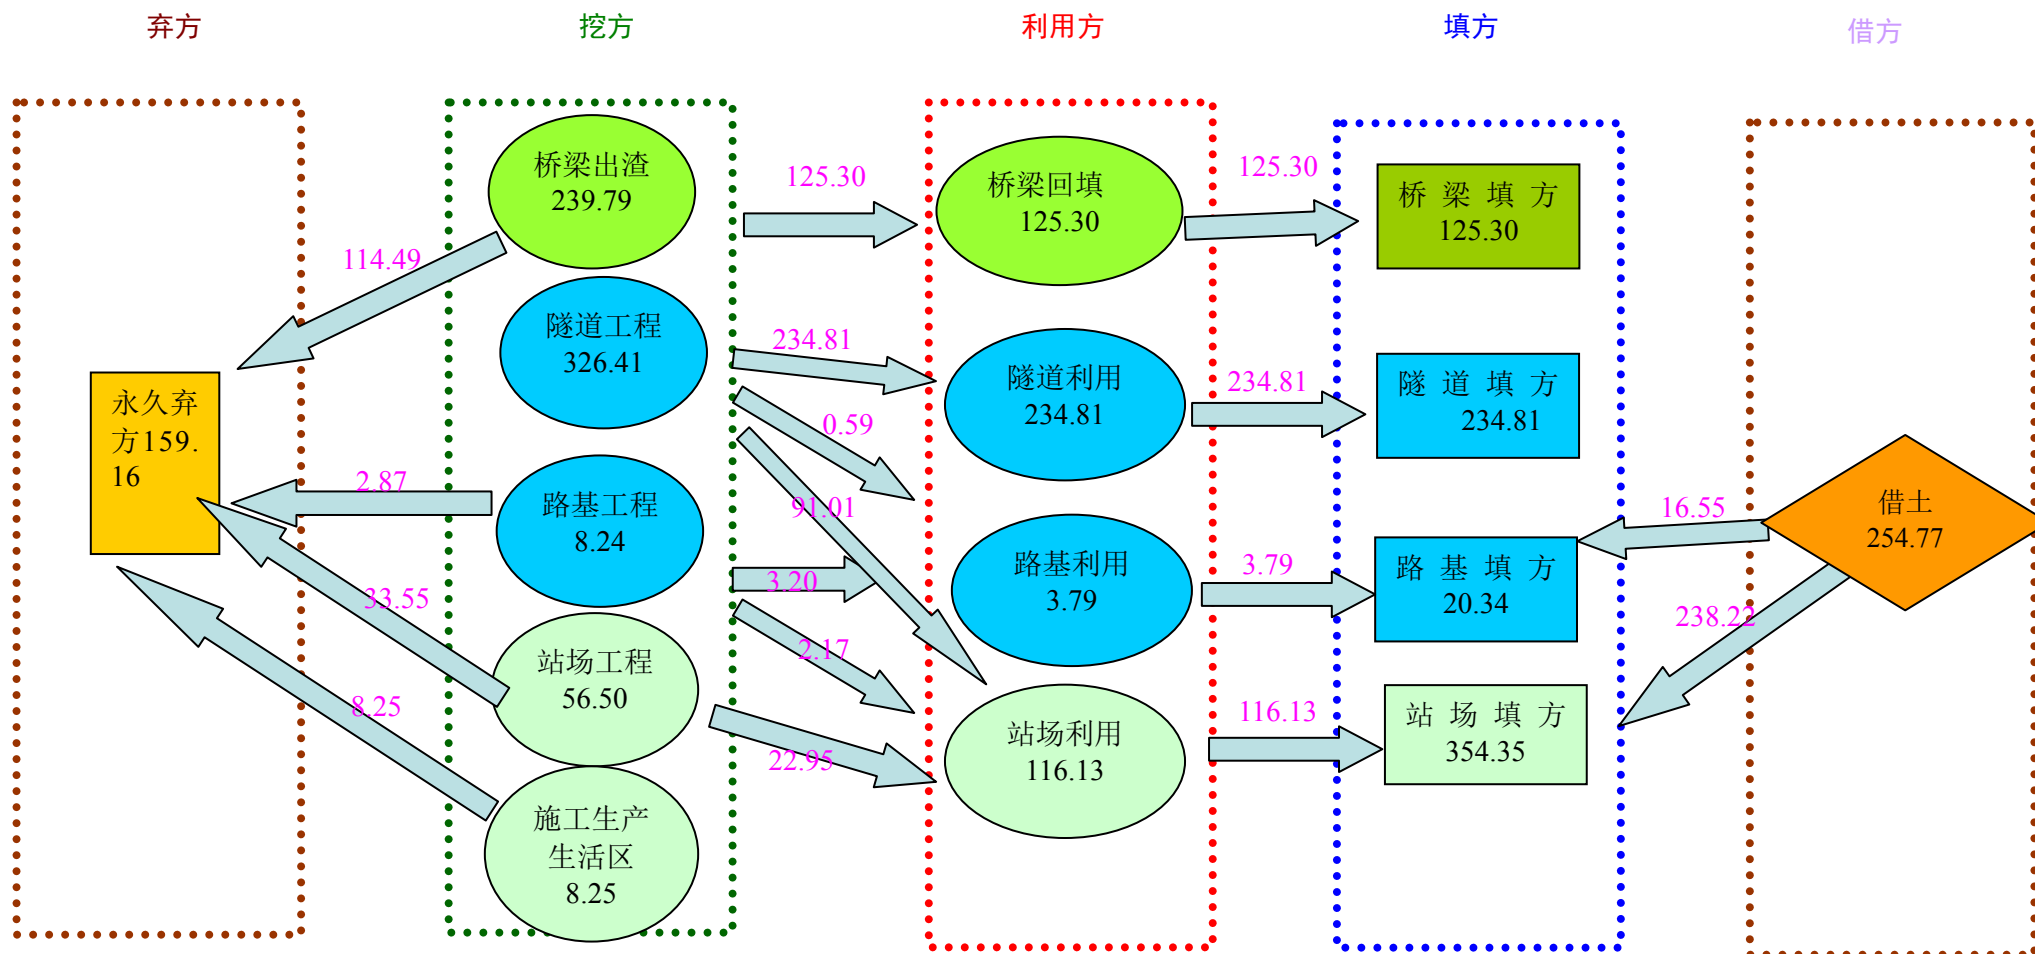 弃方
挖方
利用方
填方
借方
桥梁出渣
239.79
125.30
桥梁回填
125.30
125.30
桥 梁 填 方
125.30
114.49
隧道工程
326.41
234.81
隧道利用
234.81
234.81
隧 道 填 方
234.81
永久弃
方159.
16
0.59
91.01
2.87
路基工程
8.24
3.20
2.17
路基利用
3.79
3.79
路 基 填 方
20.34
16.55
借土
254.77
238.22
33.55
站场工程
56.50
22.95
站场利用
116.13
116.13
站 场 填 方
354.35
8.25
施工生产
生活区
8.25